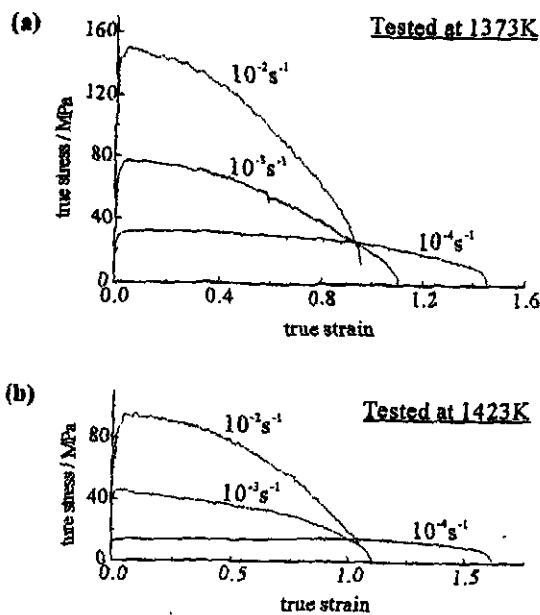 (a)
Tested at 1373K
160
120
80
40
0
true stress / MPa
10⁻²s⁻¹
10⁻³s⁻¹
10⁻⁴s⁻¹
0.0 0.4 0.8 1.2 1.6
true strain
(b)
Tested at 1423K
80
40
0
ture stress / MPa
10⁻²s⁻¹
10⁻³s⁻¹
10⁻⁴s⁻¹
0.0 0.5 1.0 1.5
true strain